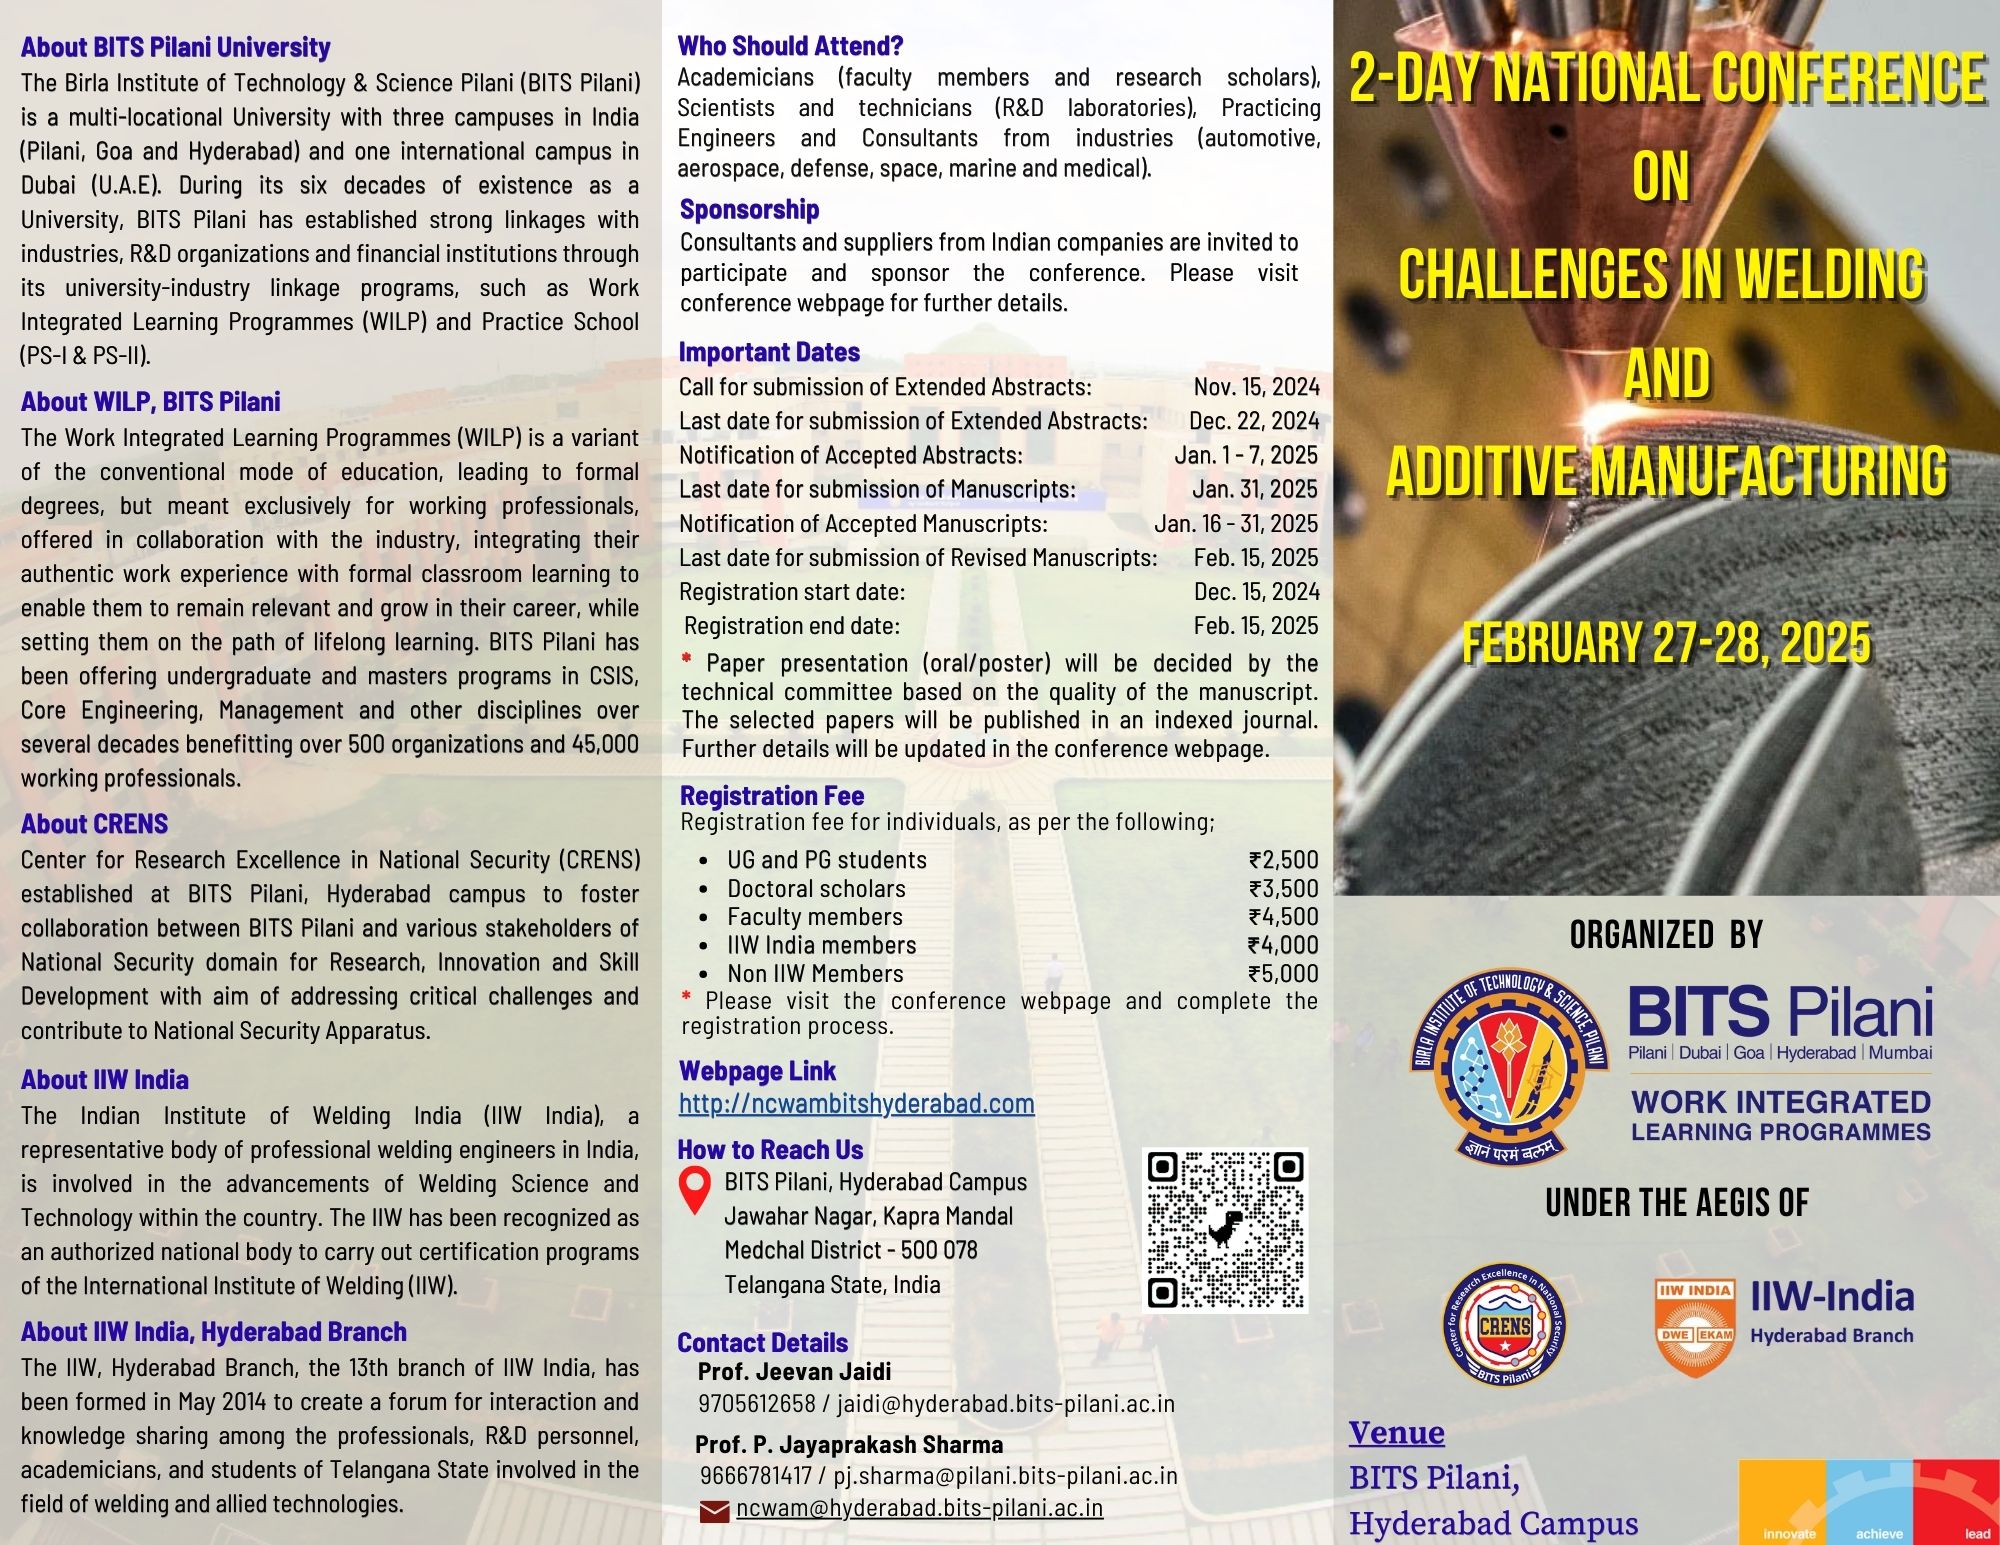 About BITS Pilani University
The Birla Institute of Technology & Science Pilani (BITS Pilani)
is a multi-locational University with three campuses in India
(Pilani, Goa and Hyderabad) and one international campus in
Dubai (U.A.E). During its six decades of existence as a
University, BITS Pilani has established strong linkages with
industries, R&D organizations and financial institutions through
its university-industry linkage programs, such as Work
Integrated Learning Programmes (WILP) and Practice School
(PS-I & PS-II).
About WILP, BITS Pilani
The Work Integrated Learning Programmes (WILP) is a variant
of the conventional mode of education, leading to formal
degrees, but meant exclusively for working professionals,
offered in collaboration with the industry, integrating their
authentic work experience with formal classroom learning to
enable them to remain relevant and grow in their career, while
setting them on the path of lifelong learning. BITS Pilani has
been offering undergraduate and masters programs in CSIS,
Core Engineering, Management and other disciplines over
several decades benefitting over 500 organizations and 45,000
working professionals.
About CRENS
Center for Research Excellence in National Security (CRENS)
established at BITS Pilani, Hyderabad campus to foster
collaboration between BITS Pilani and various stakeholders of
National Security domain for Research, Innovation and Skill
Development with aim of addressing critical challenges and
contribute to National Security Apparatus.
About IIW India
The Indian Institute of Welding India (IIW India), a
representative body of professional welding engineers in India,
is involved in the advancements of Welding Science and
Technology within the country. The IIW has been recognized as
an authorized national body to carry out certification programs
of the International Institute of Welding (IIW).
About IIW India, Hyderabad Branch
The IIW, Hyderabad Branch, the 13th branch of IIW India, has
been formed in May 2014 to create a forum for interaction and
knowledge sharing among the professionals, R&D personnel,
academicians, and students of Telangana State involved in the
field of welding and allied technologies.
Who Should Attend?
Academicians (faculty members and research scholars),
Scientists and technicians (R&D laboratories), Practicing
Engineers and Consultants from industries (automotive,
aerospace, defense, space, marine and medical).
Sponsorship
Consultants and suppliers from Indian companies are invited to
participate and sponsor the conference. Please visit
conference webpage for further details.
Important Dates
Call for submission of Extended Abstracts: Nov. 15, 2024
Last date for submission of Extended Abstracts: Dec. 22, 2024
Notification of Accepted Abstracts: Jan. 1 - 7, 2025
Last date for submission of Manuscripts: Jan. 31, 2025
Notification of Accepted Manuscripts: Jan. 16 - 31, 2025
Last date for submission of Revised Manuscripts: Feb. 15, 2025
Registration start date: Dec. 15, 2024
Registration end date: Feb. 15, 2025
* Paper presentation (oral/poster) will be decided by the
technical committee based on the quality of the manuscript.
The selected papers will be published in an indexed journal.
Further details will be updated in the conference webpage.
Registration Fee
Registration fee for individuals, as per the following;
• UG and PG students ₹2,500
• Doctoral scholars ₹3,500
• Faculty members ₹4,500
• IIW India members ₹4,000
• Non IIW Members ₹5,000
* Please visit the conference webpage and complete the
registration process.
Webpage Link
http://ncwambitshyderabad.com
How to Reach Us
BITS Pilani, Hyderabad Campus
Jawahar Nagar, Kapra Mandal
Medchal District - 500 078
Telangana State, India
Contact Details
Prof. Jeevan Jaidi
9705612658 / jaidi@hyderabad.bits-pilani.ac.in
Prof. P. Jayaprakash Sharma
9666781417 / pj.sharma@pilani.bits-pilani.ac.in
ncwam@hyderabad.bits-pilani.ac.in
2-DAY NATIONAL CONFERENCE
ON
CHALLENGES IN WELDING
AND
ADDITIVE MANUFACTURING
FEBRUARY 27-28, 2025
ORGANIZED BY
BIRLA INSTITUTE OF TECHNOLOGY & SCIENCE, PILANI
ज्ञानं परमं बलम्
BITS Pilani
Pilani | Dubai | Goa | Hyderabad | Mumbai
WORK INTEGRATED
LEARNING PROGRAMMES
UNDER THE AEGIS OF
Center for Research Excellence in National Security
CRENS
BITS Pilani
IIW INDIA
DWE EKAM
IIW-India
Hyderabad Branch
Venue
BITS Pilani,
Hyderabad Campus
innovate achieve lead